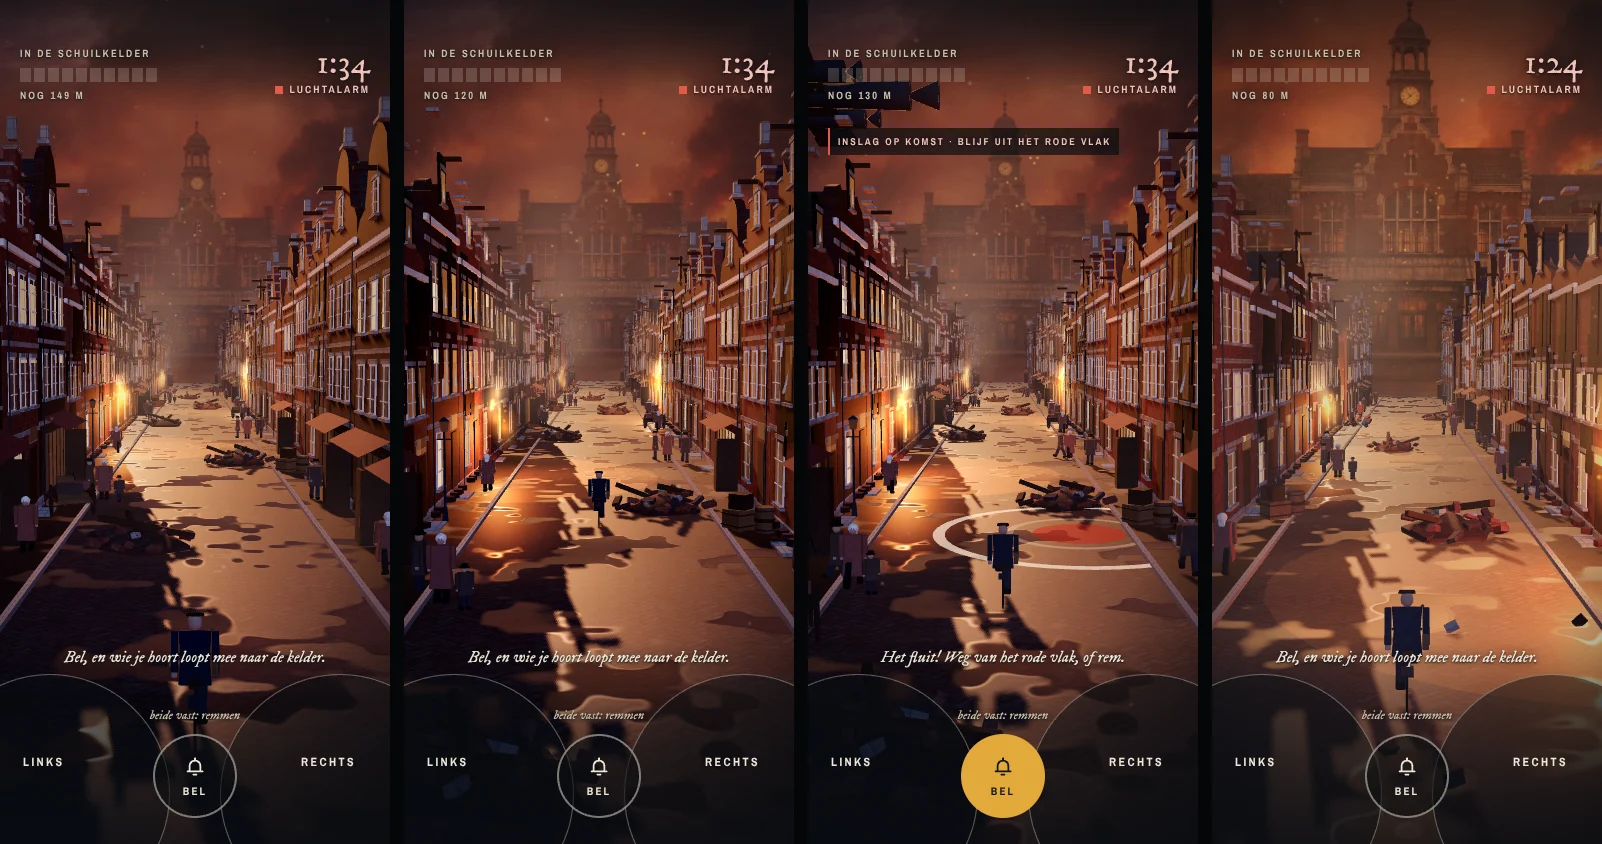 IN DE SCHUILKELDER
1:34
LUCHTALARM
NOG 149 M
Bel, en wie je hoort loopt mee naar de kelder.
beide vast: remmen
LINKS
RECHTS
BEL
IN DE SCHUILKELDER
1:34
LUCHTALARM
NOG 120 M
Bel, en wie je hoort loopt mee naar de kelder.
beide vast: remmen
LINKS
RECHTS
BEL
IN DE SCHUILKELDER
1:34
LUCHTALARM
NOG 130 M
INSLAG OP KOMST · BLIJF UIT HET RODE VLAK
Het fluit! Weg van het rode vlak, of rem.
beide vast: remmen
LINKS
RECHTS
BEL
IN DE SCHUILKELDER
1:24
LUCHTALARM
NOG 80 M
Bel, en wie je hoort loopt mee naar de kelder.
beide vast: remmen
LINKS
RECHTS
BEL